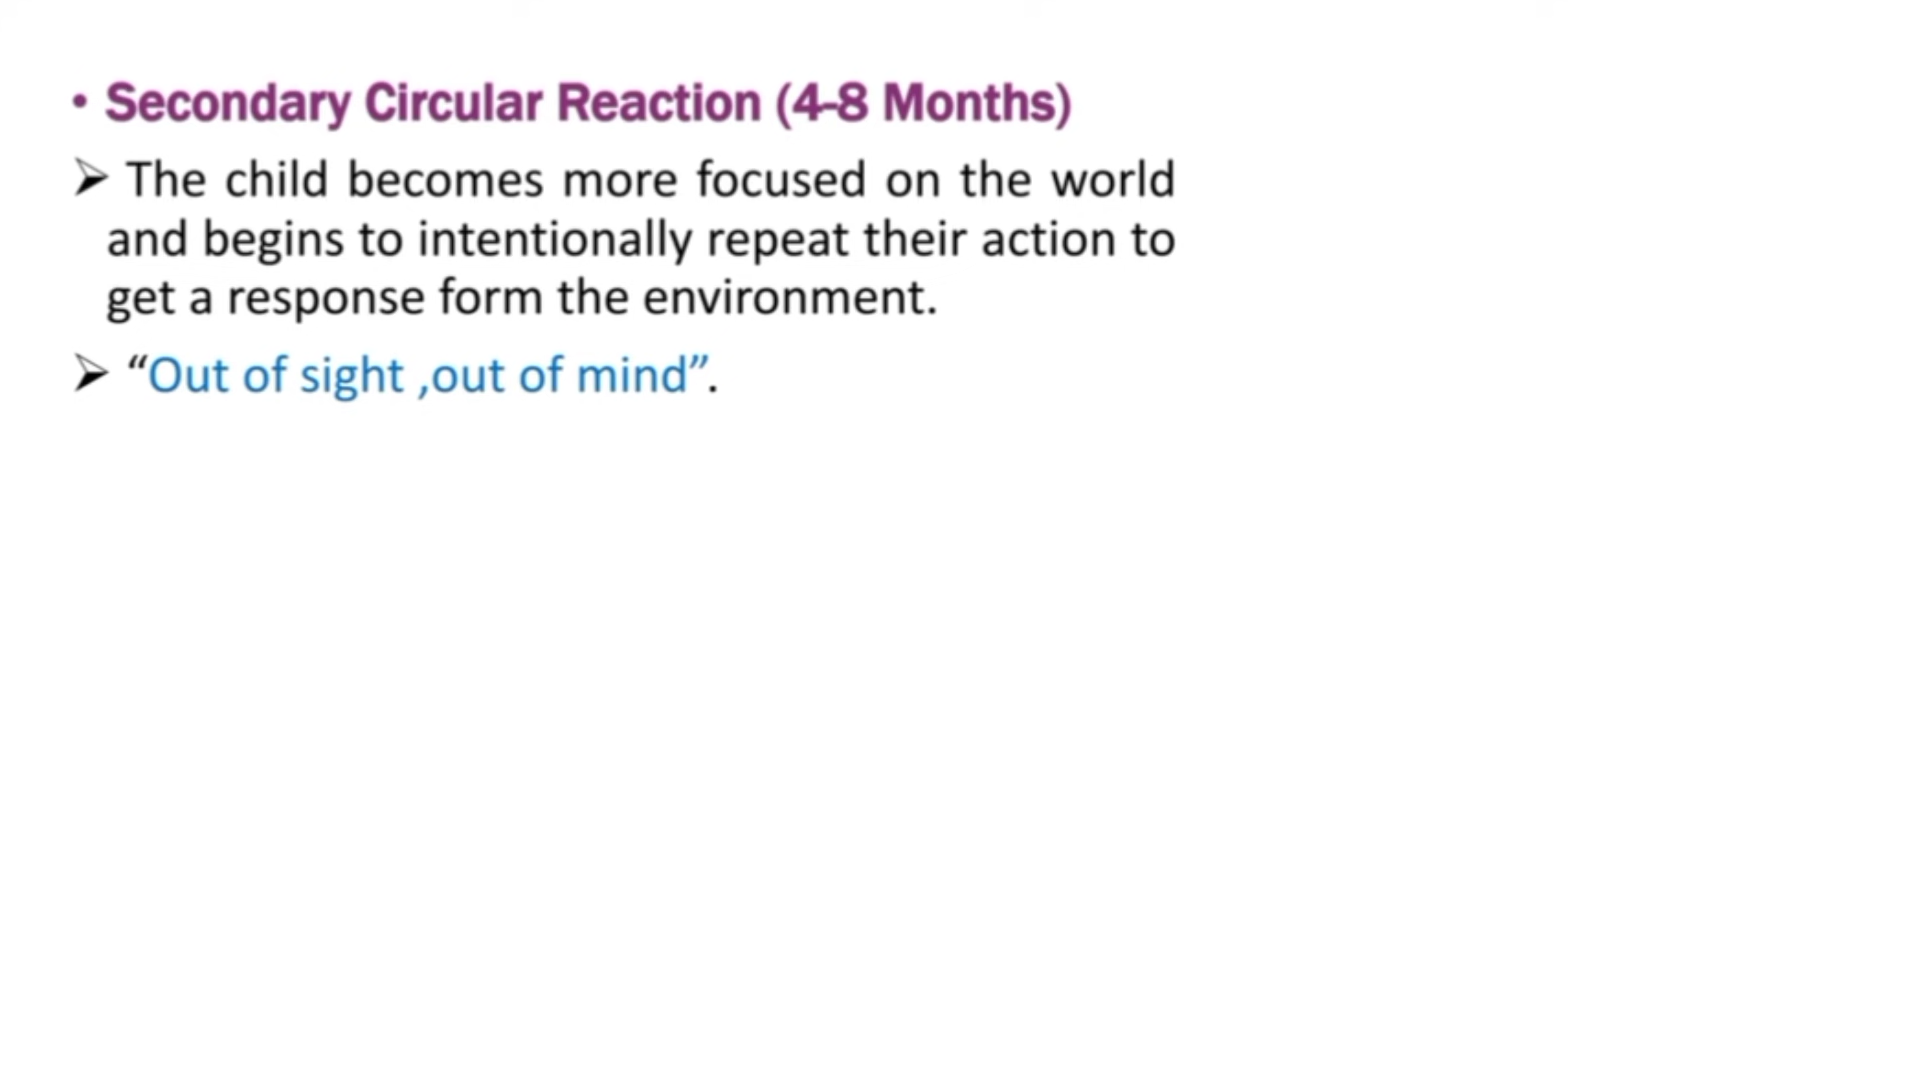 • Secondary Circular Reaction (4-8 Months)
➢ The child becomes more focused on the world
and begins to intentionally repeat their action to
get a response form the environment.
➢ “Out of sight ,out of mind”.